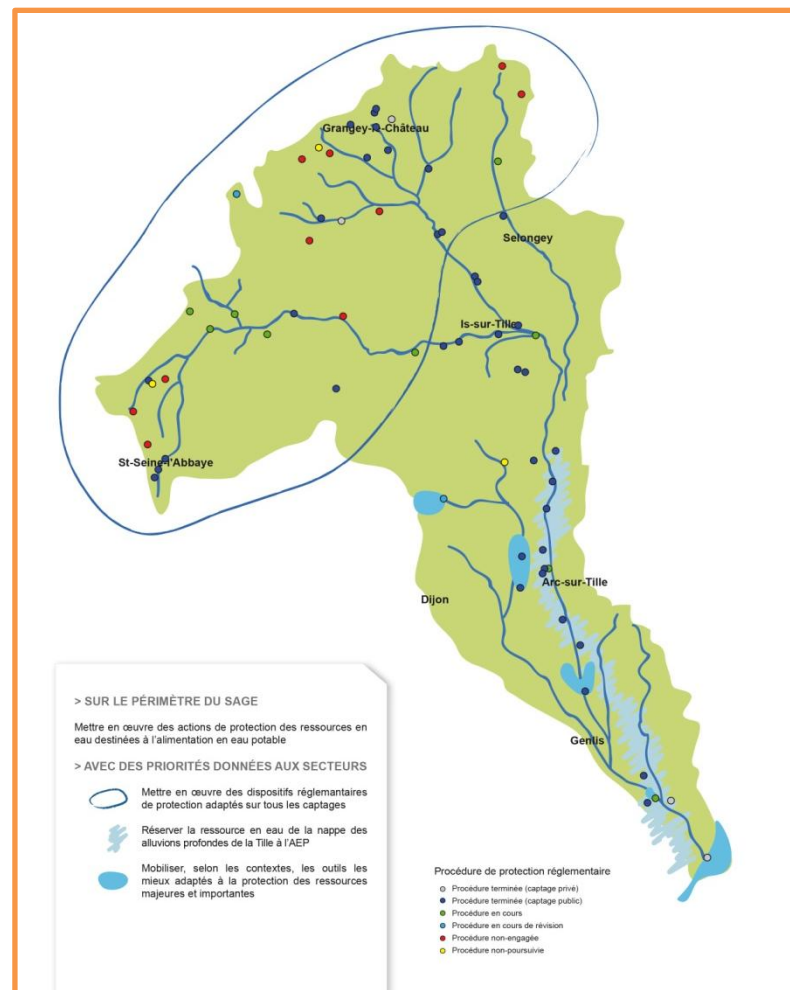 Grangey-le-Château
Selongey
Is-sur-Tille
St-Seine-l'Abbaye
Arc-sur-Tille
Dijon
Genlis
> SUR LE PÉRIMÈTRE DU SAGE
Mettre en œuvre des actions de protection des ressources en
eau destinées à l'alimentation en eau potable
> AVEC DES PRIORITÉS DONNÉES AUX SECTEURS
Mettre en œuvre des dispositifs réglémantaires
de protection adaptés sur tous les captages
Réserver la ressource en eau de la nappe des
alluvions profondes de la Tille à l'AEP
Mobiliser, selon les contextes, les outils les
mieux adaptés à la protection des ressources
majeures et importantes
Procédure de protection réglementaire
Procédure terminée (captage privé)
Procédure terminée (captage public)
Procédure en cours
Procédure en cours de révision
Procédure non-engagée
Procédure non-poursuivie